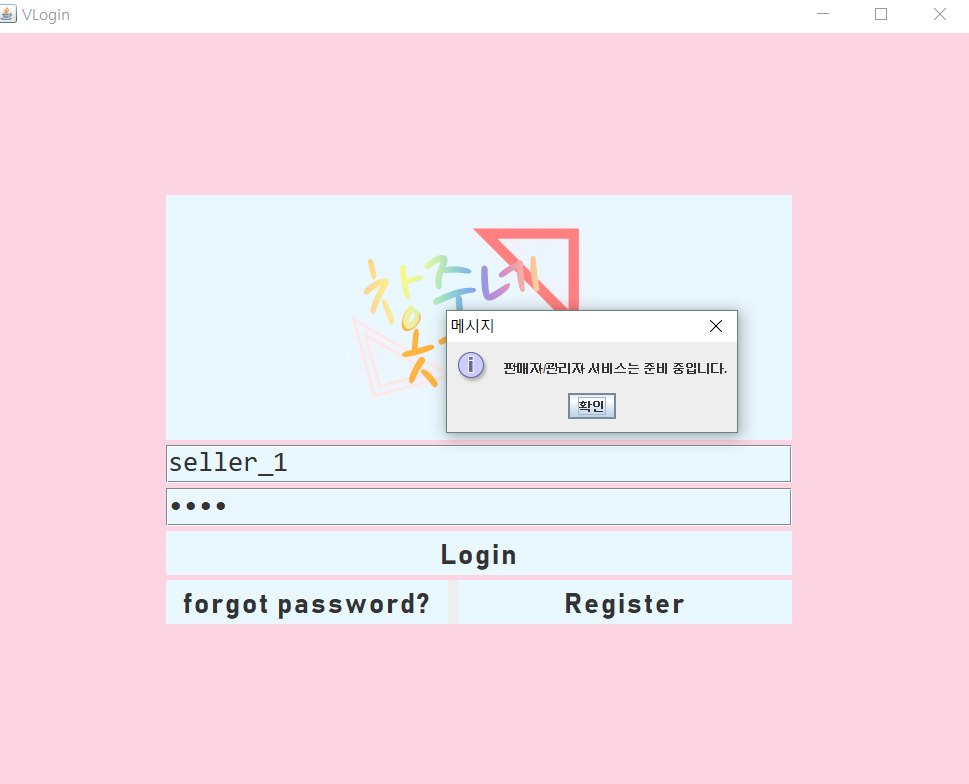 VLogin
창주네
메시지
판매자/관리자 서비스는 준비 중입니다.
확인
seller_1
••••
Login
forgot password?
Register